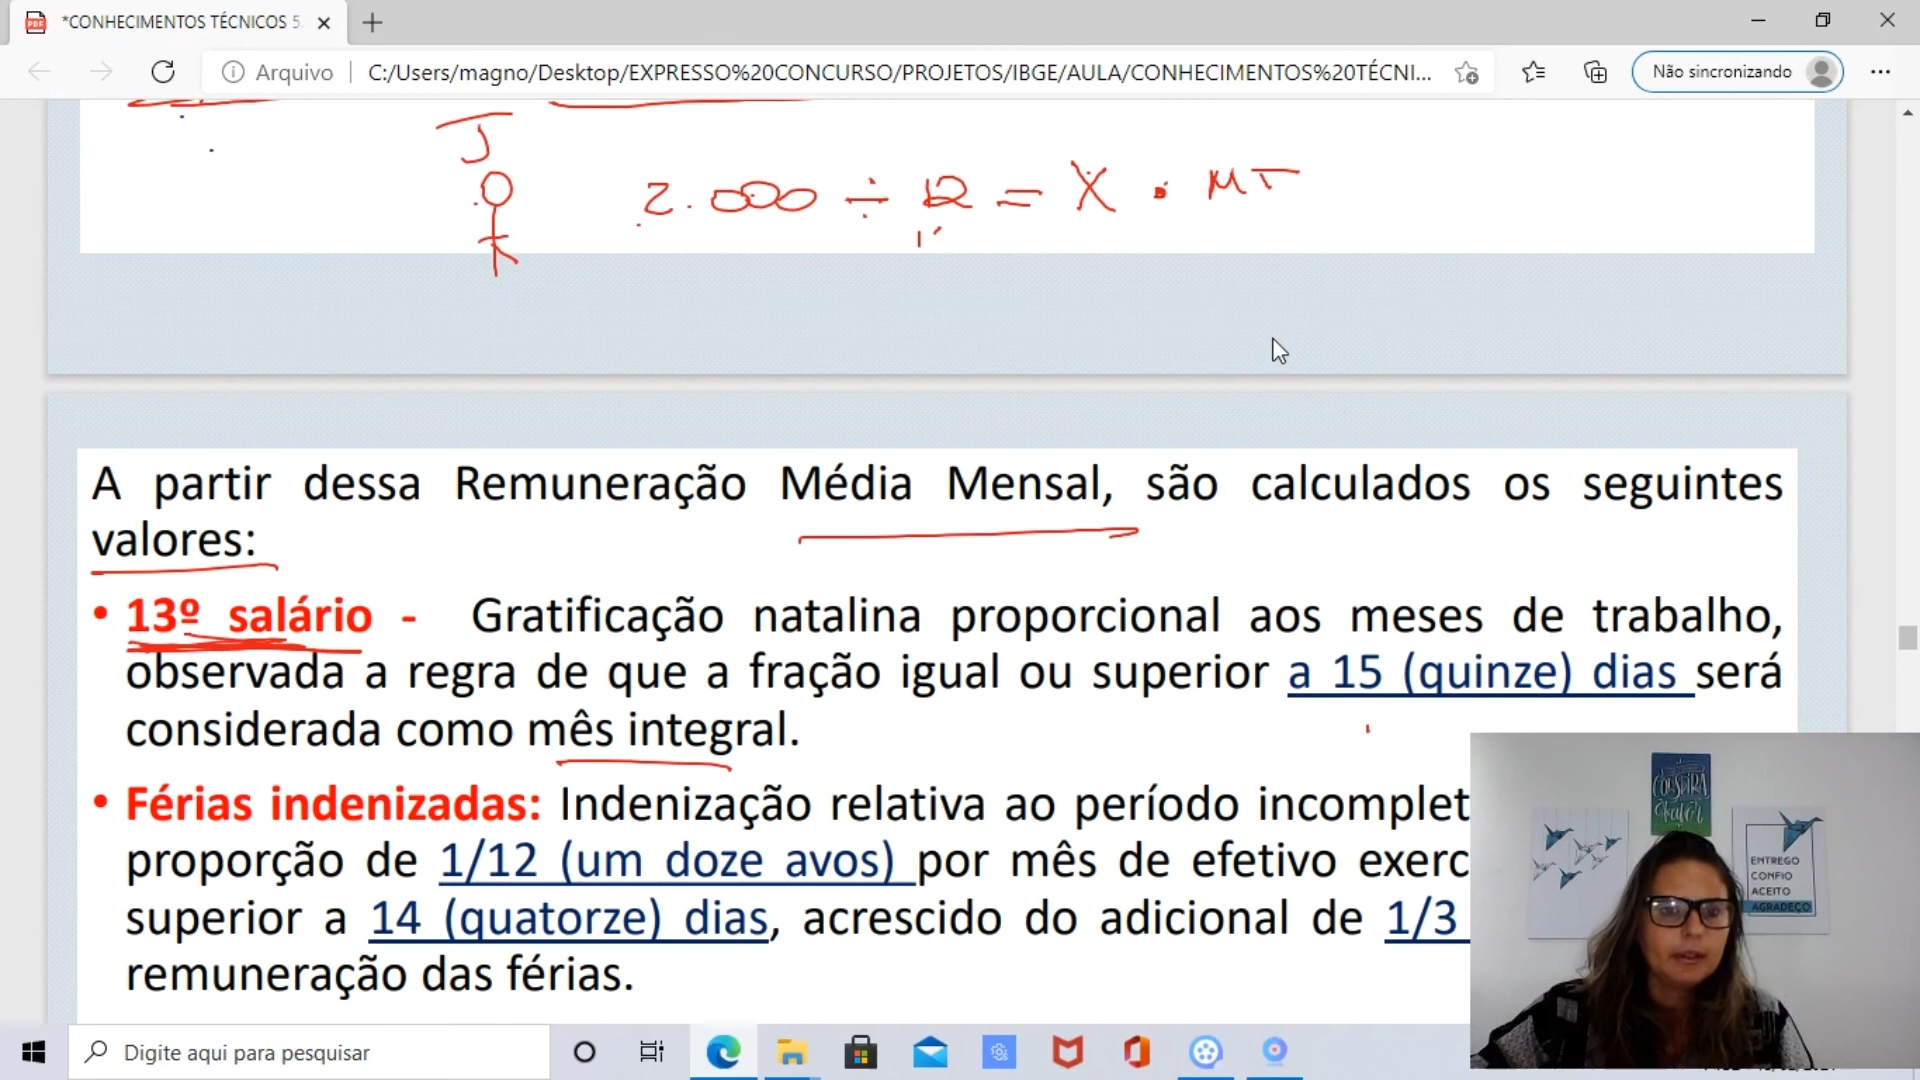 *CONHECIMENTOS TÉCNICOS 5
Arquivo
C:/Users/magno/Desktop/EXPRESSO%20CONCURSO/PROJETOS/IBGE/AULA/CONHECIMENTOS%20TÉCNI...
Não sincronizando
J
2.000 ÷ 12 = X . MT
A partir dessa Remuneração Média Mensal, são calculados os seguintes
valores:
• 13º salário - Gratificação natalina proporcional aos meses de trabalho,
observada a regra de que a fração igual ou superior a 15 (quinze) dias será
considerada como mês integral.
• Férias indenizadas: Indenização relativa ao período incomplet
proporção de 1/12 (um doze avos) por mês de efetivo exerc
superior a 14 (quatorze) dias, acrescido do adicional de 1/3
remuneração das férias.
ENTREGO
CONFIO
ACEITO
AGRADEÇO
Digite aqui para pesquisar